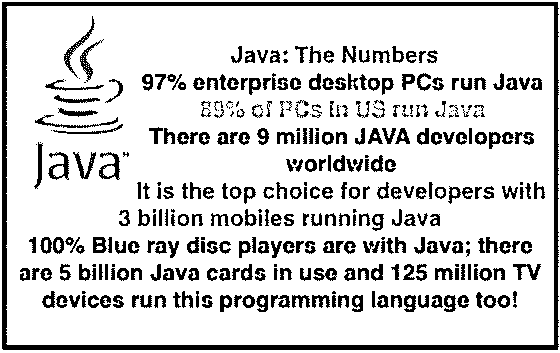 Java: The Numbers
97% enterprise desktop PCs run Java
89% of PCs in US run Java
There are 9 million JAVA developers
worldwide
Java™
It is the top choice for developers with
3 billion mobiles running Java
100% Blue ray disc players are with Java; there
are 5 billion Java cards in use and 125 million TV
devices run this programming language too!